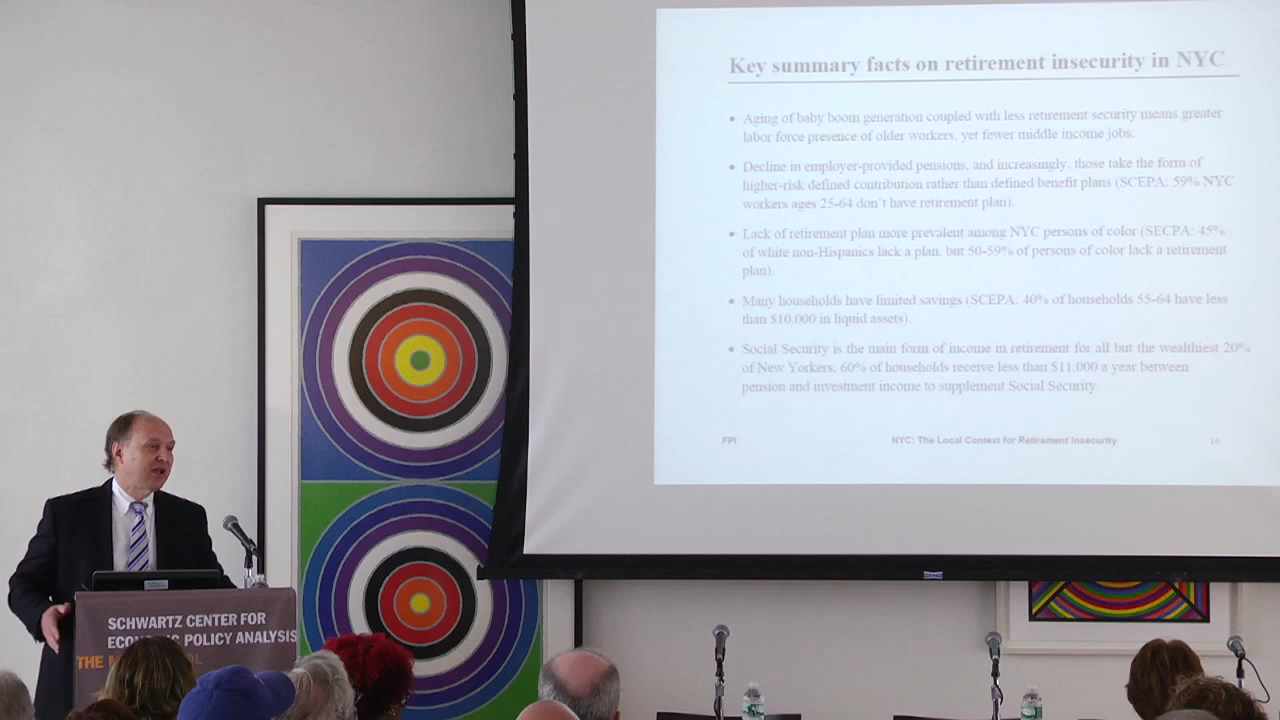 Key summary facts on retirement insecurity in NYC
• Aging of baby boom generation coupled with less retirement security means greater
labor force presence of older workers, yet fewer middle income jobs.
• Decline in employer-provided pensions, and increasingly, those take the form of
higher-risk defined contribution rather than defined benefit plans (SCEPA: 59% NYC
workers ages 25-64 don't have retirement plan).
• Lack of retirement plan more prevalent among NYC persons of color (SECPA: 45%
of white non-Hispanics lack a plan, but 50-59% of persons of color lack a retirement
plan).
• Many households have limited savings (SCEPA: 40% of households 55-64 have less
than $10,000 in liquid assets).
• Social Security is the main form of income in retirement for all but the wealthiest 20%
of New Yorkers; 60% of households receive less than $11,000 a year between
pension and investment income to supplement Social Security.
FPI NYC: The Local Context for Retirement Insecurity 16
SCHWARTZ CENTER FOR
ECONOMIC POLICY ANALYSIS
THE